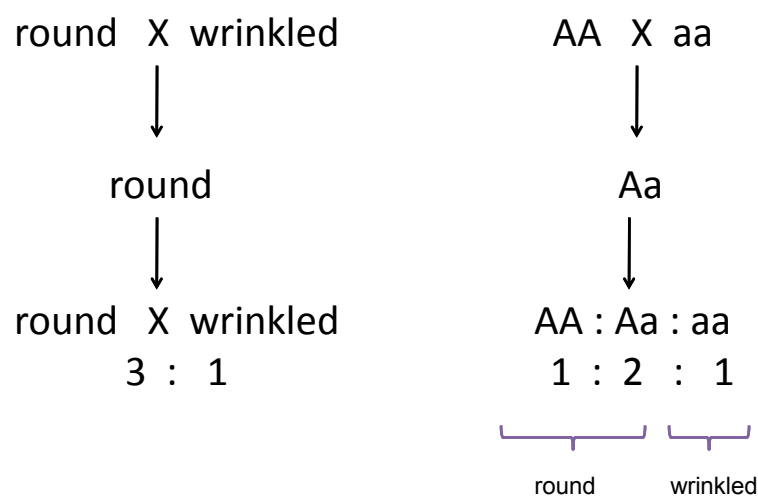 round X wrinkled
round
round X wrinkled
3 : 1
AA X aa
Aa
AA : Aa : aa
1 : 2 : 1
round wrinkled